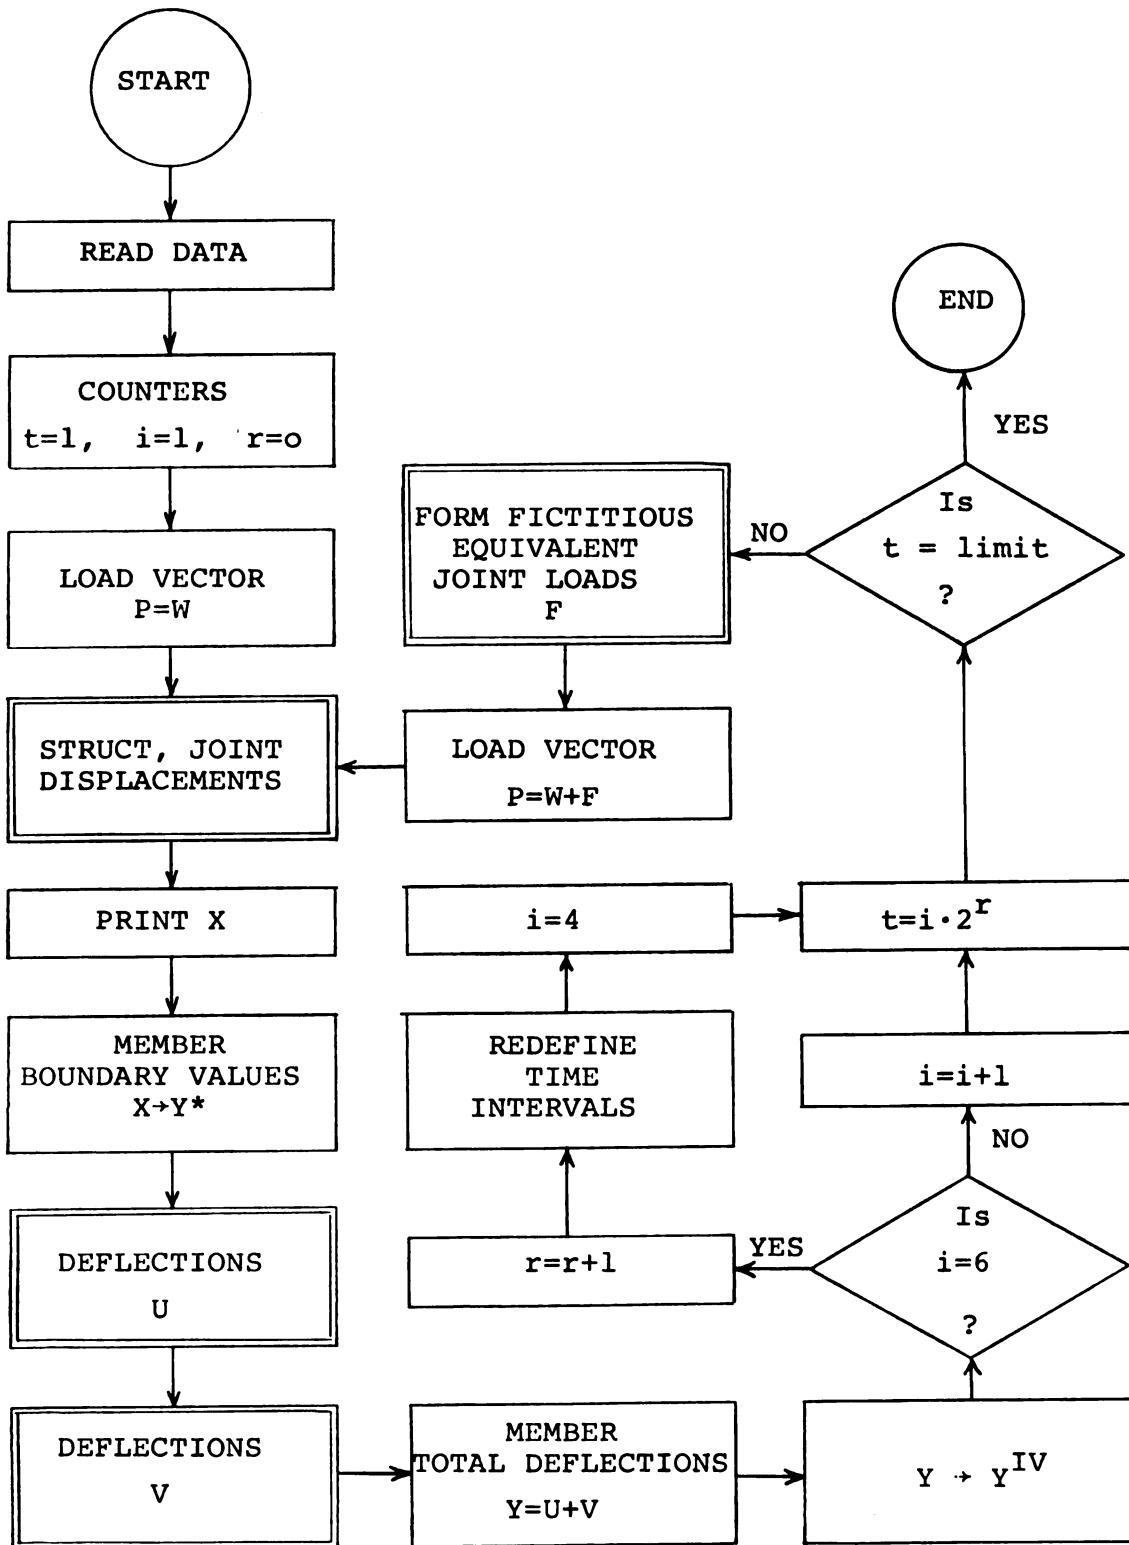 START
READ DATA
COUNTERS
t=1, i=1, r=o
LOAD VECTOR
P=W
STRUCT, JOINT
DISPLACEMENTS
PRINT X
MEMBER
BOUNDARY VALUES
X→Y*
DEFLECTIONS
U
DEFLECTIONS
V
MEMBER
TOTAL DEFLECTIONS
Y=U+V
Y → Y^IV
Is
i=6
?
YES
r=r+1
REDEFINE
TIME
INTERVALS
i=4
NO
i=i+1
t=i·2^r
Is
t = limit
?
NO
FORM FICTITIOUS
EQUIVALENT
JOINT LOADS
F
LOAD VECTOR
P=W+F
YES
END